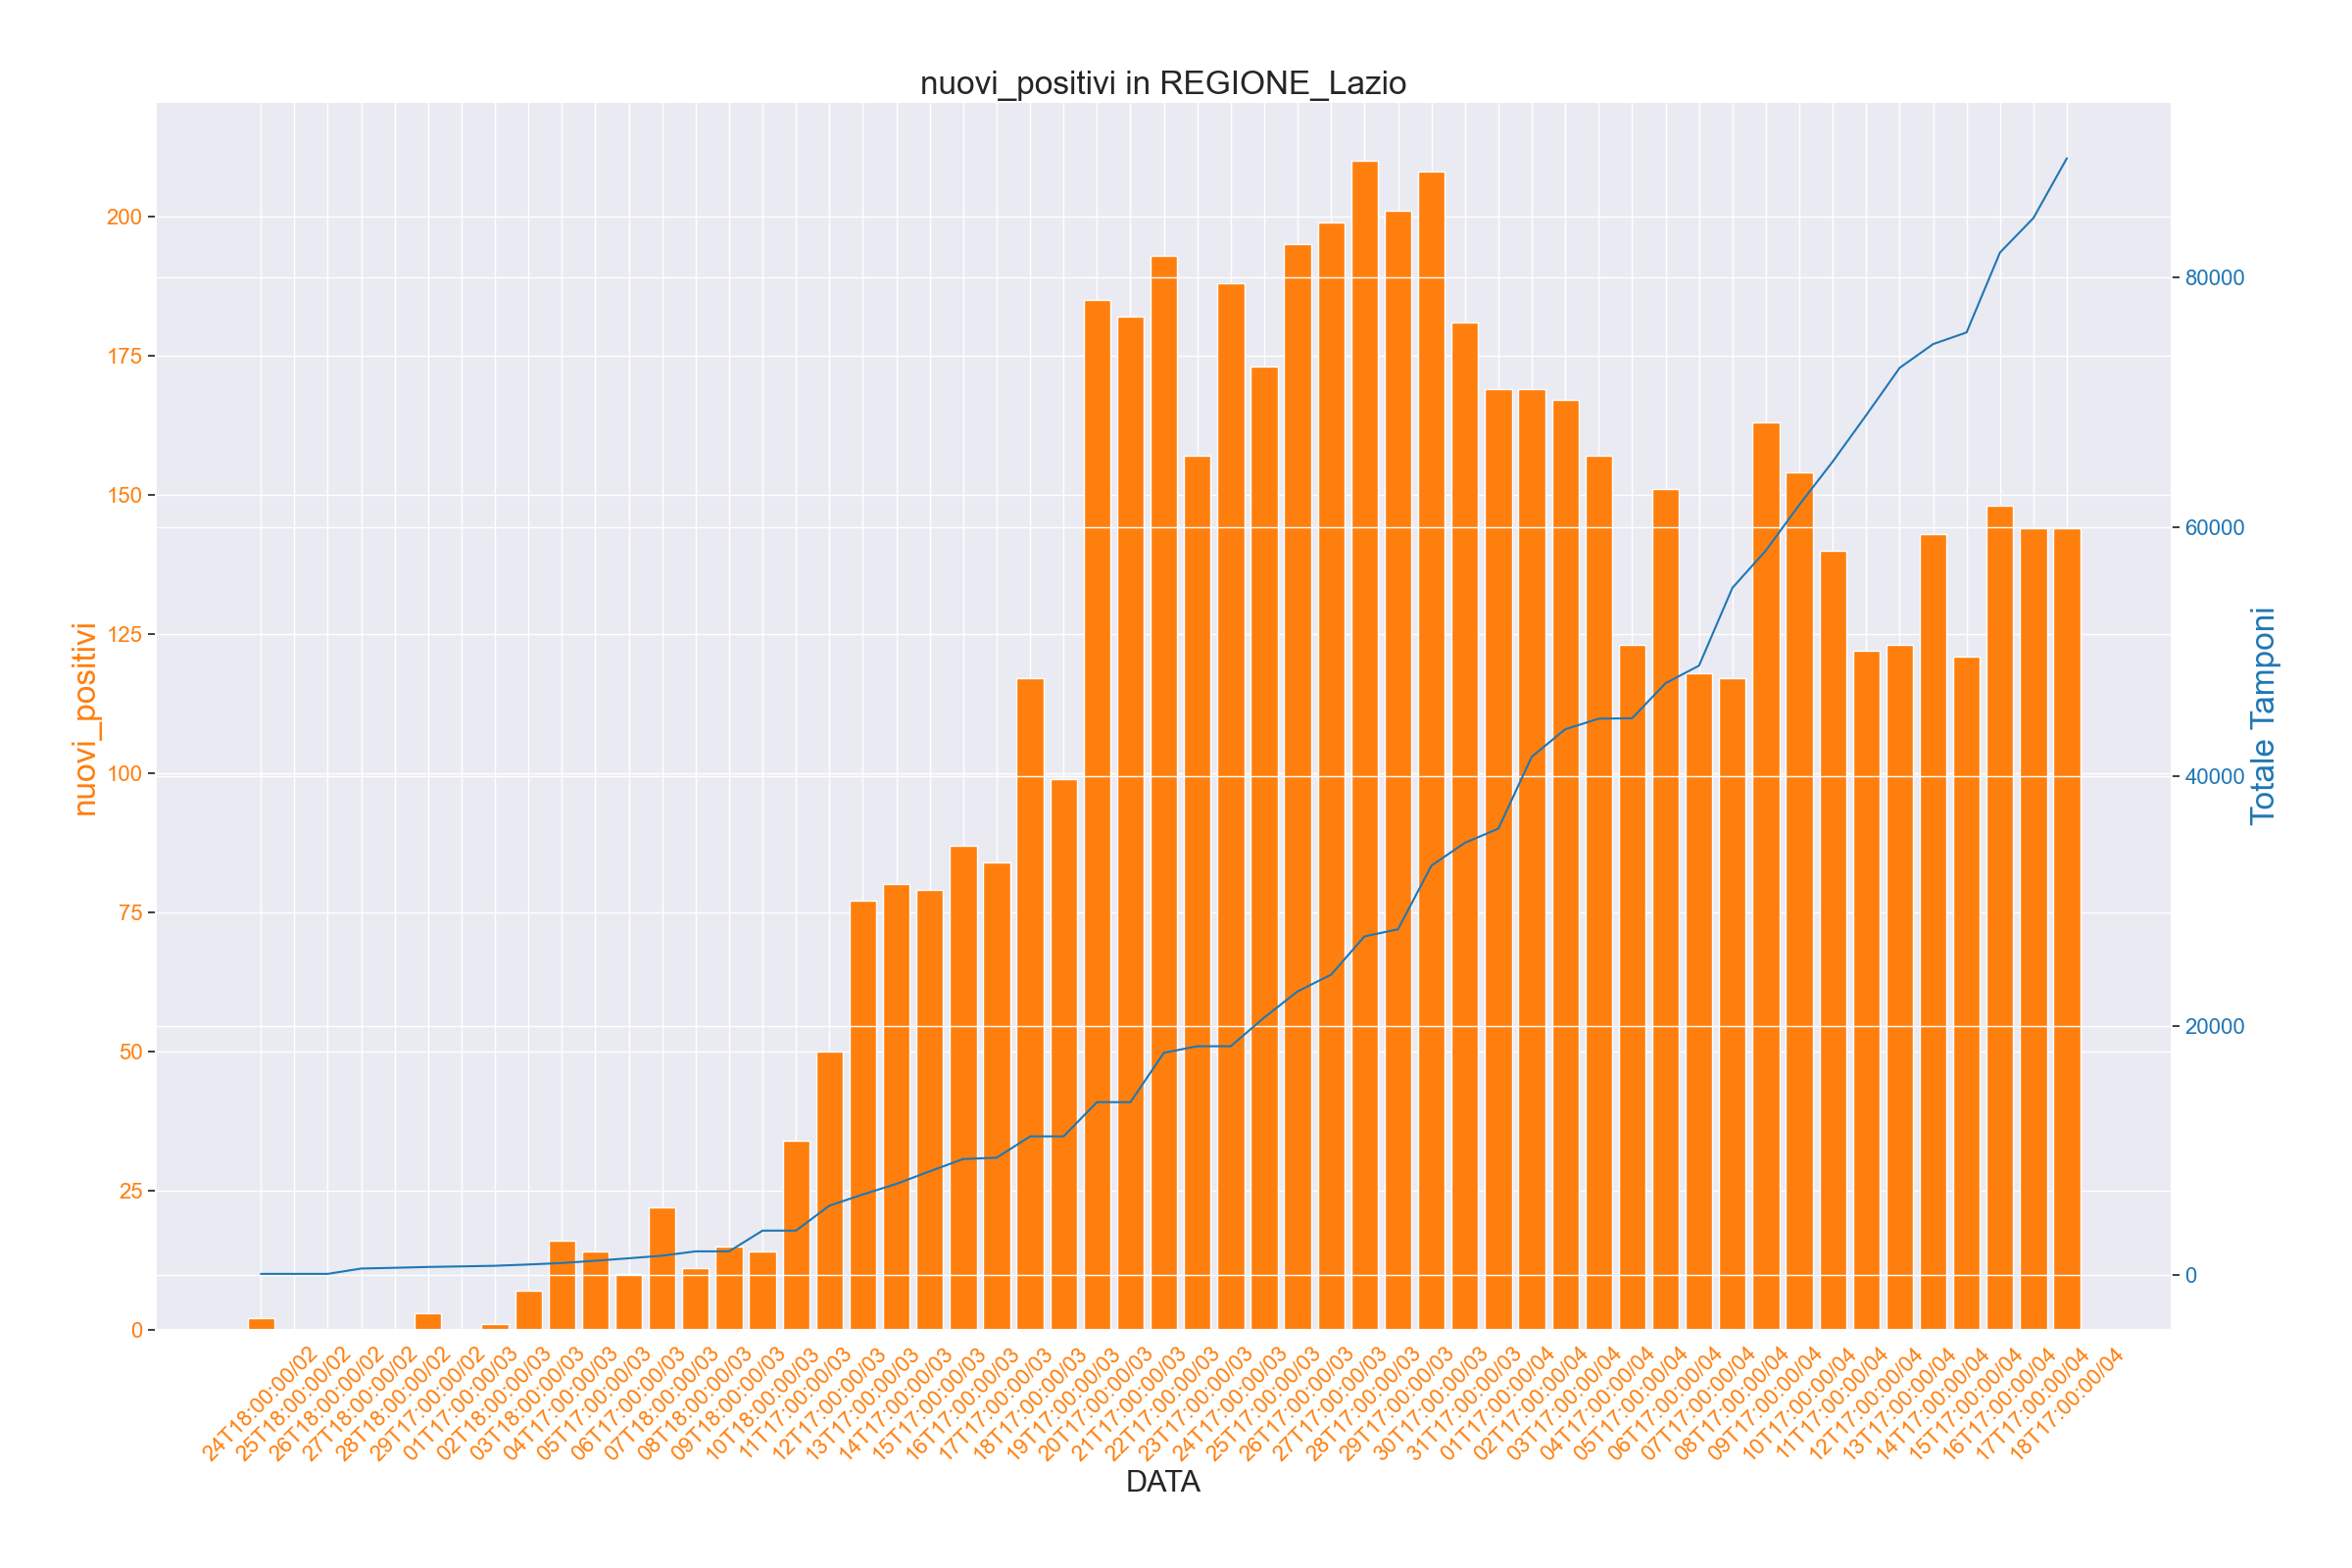 nuovi_positivi in REGIONE_Lazio
200
175
150
125
100
75
50
25
0
nuovi_positivi
80000
60000
40000
20000
0
Totale Tamponi
24T18:00:00/02
25T18:00:00/02
26T18:00:00/02
27T18:00:00/02
28T18:00:00/02
29T17:00:00/02
01T17:00:00/03
02T18:00:00/03
03T18:00:00/03
04T17:00:00/03
05T17:00:00/03
06T17:00:00/03
07T18:00:00/03
08T18:00:00/03
09T18:00:00/03
10T18:00:00/03
11T17:00:00/03
12T17:00:00/03
13T17:00:00/03
14T17:00:00/03
15T17:00:00/03
16T17:00:00/03
17T17:00:00/03
18T17:00:00/03
19T17:00:00/03
20T17:00:00/03
21T17:00:00/03
22T17:00:00/03
23T17:00:00/03
24T17:00:00/03
25T17:00:00/03
26T17:00:00/03
27T17:00:00/03
28T17:00:00/03
29T17:00:00/03
30T17:00:00/03
31T17:00:00/03
01T17:00:00/04
02T17:00:00/04
03T17:00:00/04
04T17:00:00/04
05T17:00:00/04
06T17:00:00/04
07T17:00:00/04
08T17:00:00/04
09T17:00:00/04
10T17:00:00/04
11T17:00:00/04
12T17:00:00/04
13T17:00:00/04
14T17:00:00/04
15T17:00:00/04
16T17:00:00/04
17T17:00:00/04
18T17:00:00/04
DATA